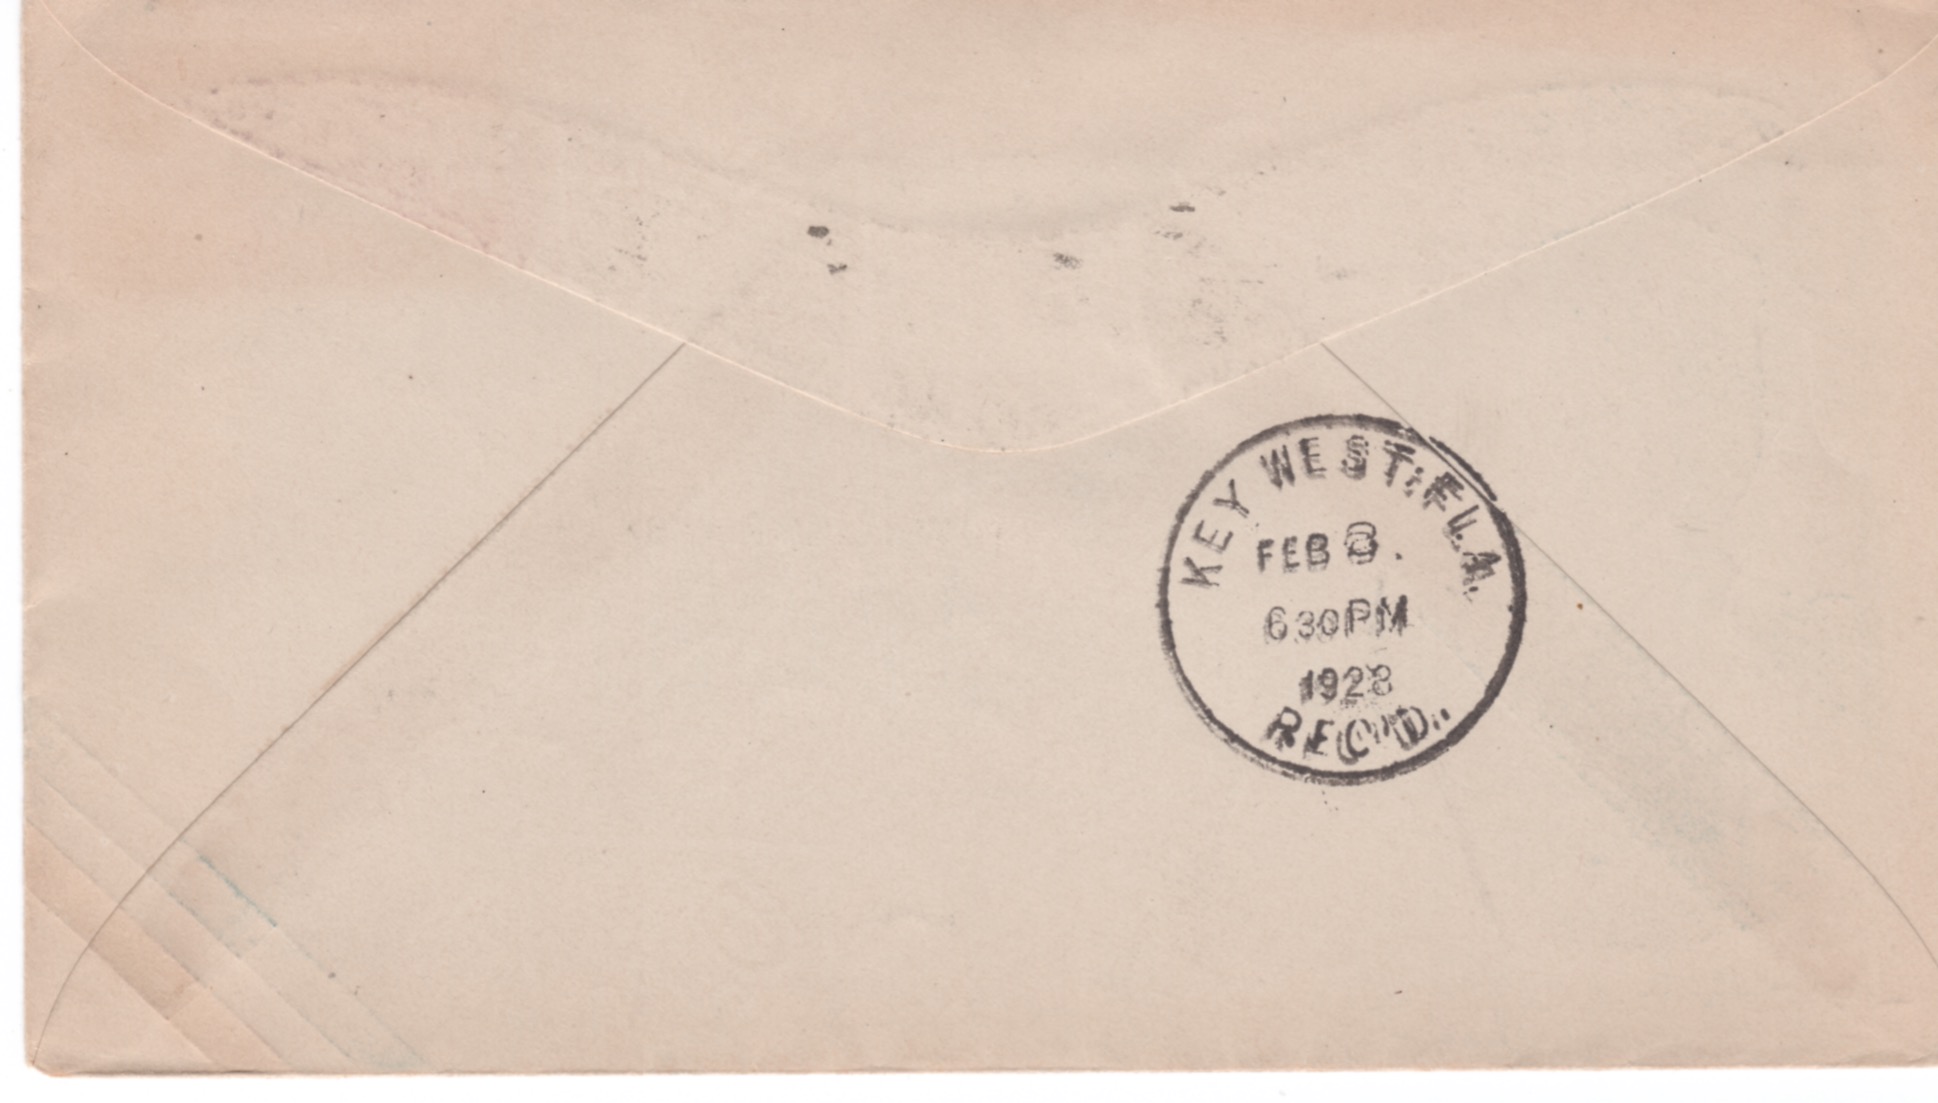 KEY WEST, FLA.
FEB 8.
6 30 PM
1928
REC'D.